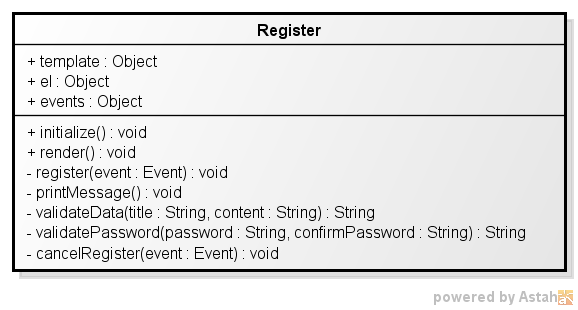 Register
+ template : Object
+ el : Object
+ events : Object
+ initialize() : void
+ render() : void
- register(event : Event) : void
- printMessage() : void
- validateData(title : String, content : String) : String
- validatePassword(password : String, confirmPassword : String) : String
- cancelRegister(event : Event) : void
powered by Astah